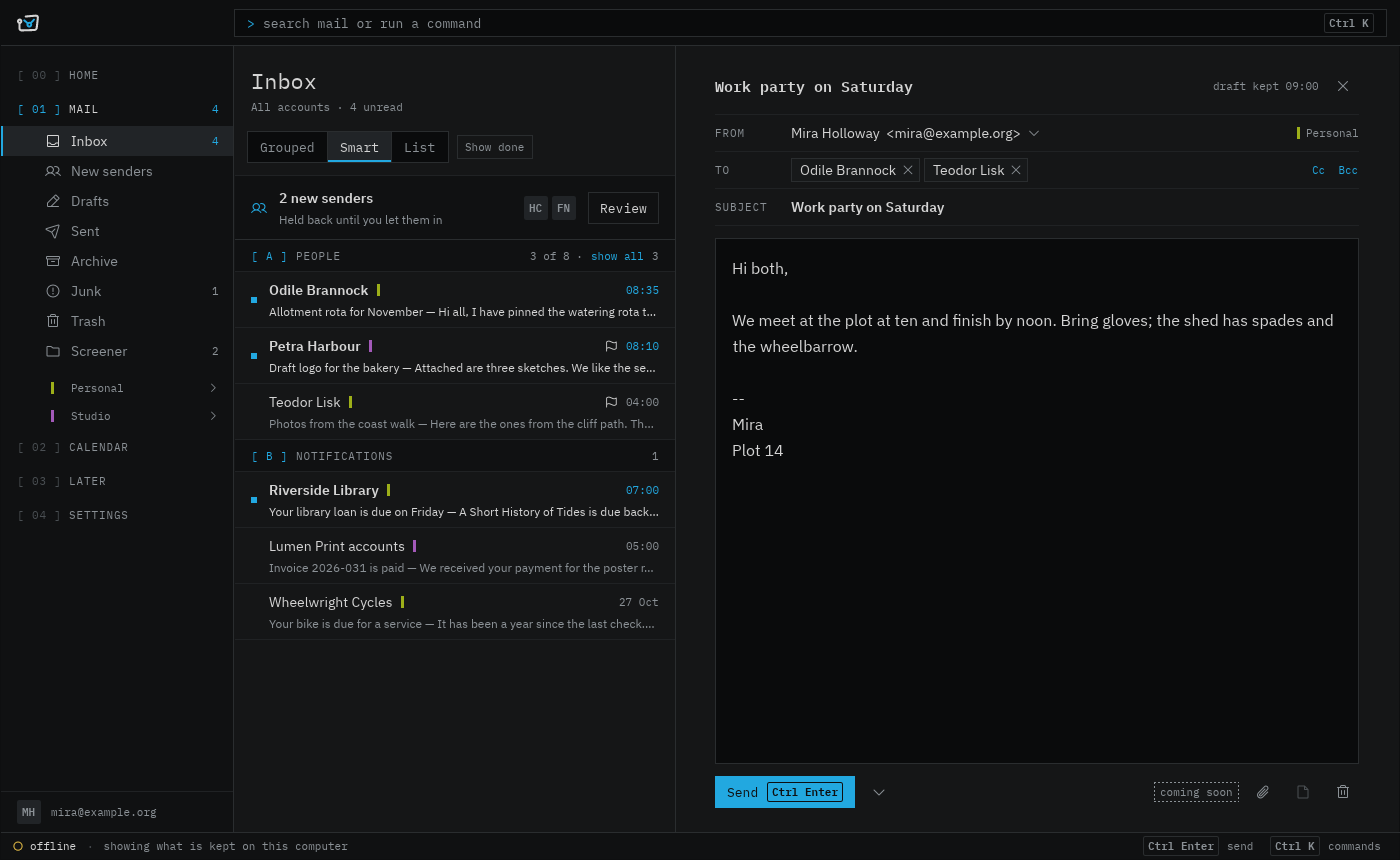 > search mail or run a command Ctrl K
[ 00 ] HOME
[ 01 ] MAIL 4
Inbox 4
New senders
Drafts
Sent
Archive
Junk 1
Trash
Screener 2
Personal
Studio
[ 02 ] CALENDAR
[ 03 ] LATER
[ 04 ] SETTINGS
MH mira@example.org
Inbox
All accounts · 4 unread
Grouped Smart List Show done
2 new senders
Held back until you let them in
HC FN Review
[ A ] PEOPLE 3 of 8 · show all 3
Odile Brannock 08:35
Allotment rota for November — Hi all, I have pinned the watering rota t…
Petra Harbour 08:10
Draft logo for the bakery — Attached are three sketches. We like the se…
Teodor Lisk 04:00
Photos from the coast walk — Here are the ones from the cliff path. Th…
[ B ] NOTIFICATIONS 1
Riverside Library 07:00
Your library loan is due on Friday — A Short History of Tides is due back…
Lumen Print accounts 05:00
Invoice 2026-031 is paid — We received your payment for the poster r…
Wheelwright Cycles 27 Oct
Your bike is due for a service — It has been a year since the last check.…
Work party on Saturday draft kept 09:00
FROM Mira Holloway <mira@example.org> Personal
TO Odile Brannock Teodor Lisk Cc Bcc
SUBJECT Work party on Saturday
Hi both,
We meet at the plot at ten and finish by noon. Bring gloves; the shed has spades and
the wheelbarrow.
--
Mira
Plot 14
Send Ctrl Enter coming soon
offline · showing what is kept on this computer Ctrl Enter send Ctrl K commands